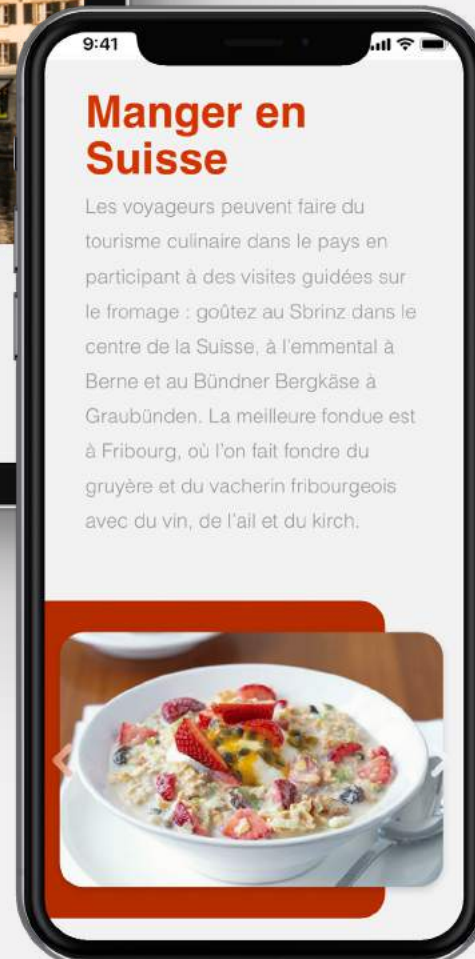 9:41
Manger en
Suisse
Les voyageurs peuvent faire du
tourisme culinaire dans le pays en
participant à des visites guidées sur
le fromage : goûtez au Sbrinz dans le
centre de la Suisse, à l'emmental à
Berne et au Bündner Bergkäse à
Graubünden. La meilleure fondue est
à Fribourg, où l'on fait fondre du
gruyère et du vacherin fribourgeois
avec du vin, de l'ail et du kirch.